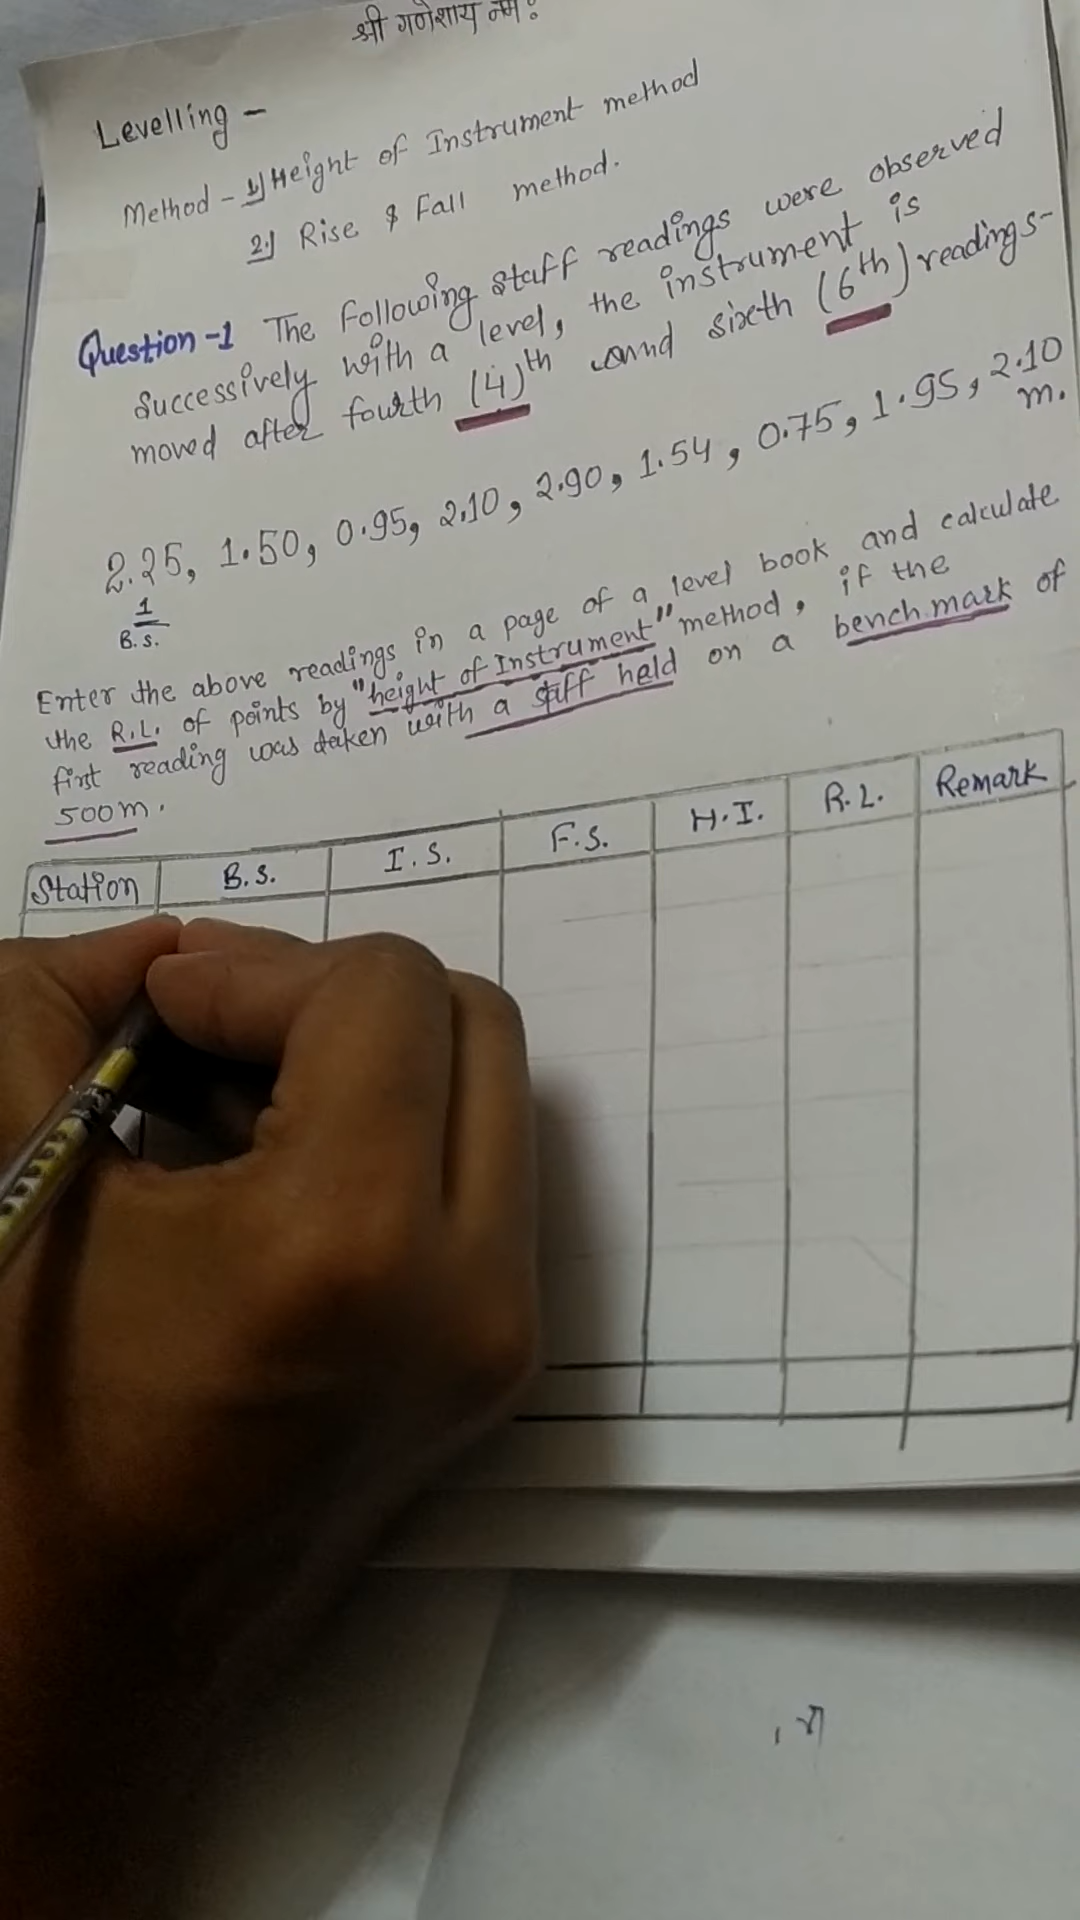 श्री गणेशाय नमः
Levelling -
Method - 1) Height of Instrument method
2.) Rise & Fall method.
Question-1 The Following staff readings were observed
Successively with a level, the instrument is
moved after fourth (4)th and sixth (6th) readings-
2.25, 1.50, 0.95, 2.10, 2.90, 1.54, 0.75, 1.95, 2.10 m.
1
B.S.
Enter the above readings in a page of a level book and calculate
the R.L. of points by "height of Instrument" method, if the
first reading was taken with a staff held on a bench.mark of
500m.
Station B.S. I.S. F.S. H.I. R.L. Remark